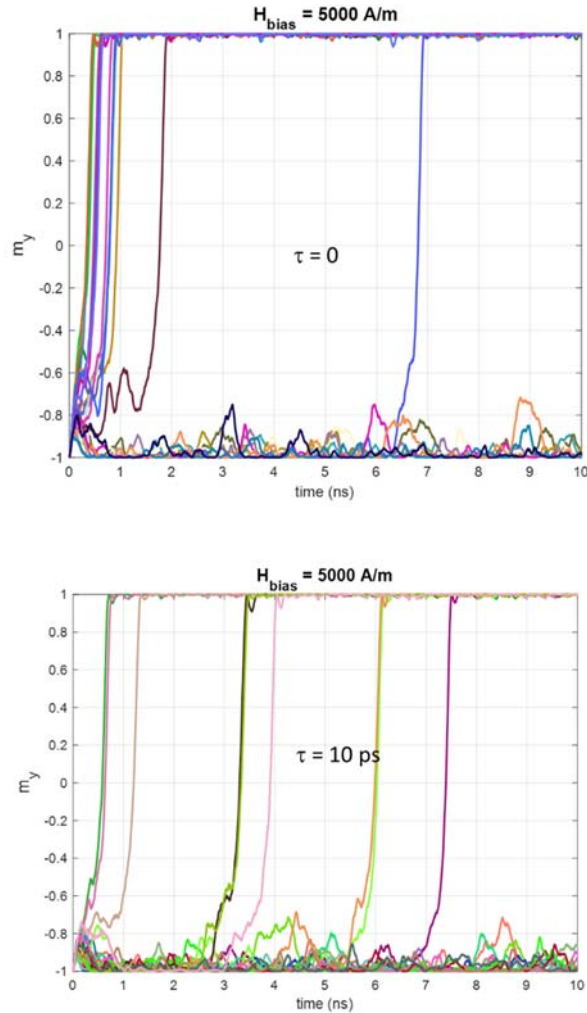 H_bias = 5000 A/m
1
0.8
0.6
0.4
0.2
0
-0.2
-0.4
-0.6
-0.8
-1
m_y
τ = 0
0 1 2 3 4 5 6 7 8 9 10
time (ns)
H_bias = 5000 A/m
1
0.8
0.6
0.4
0.2
0
-0.2
-0.4
-0.6
-0.8
-1
m_y
τ = 10 ps
0 1 2 3 4 5 6 7 8 9 10
time (ns)